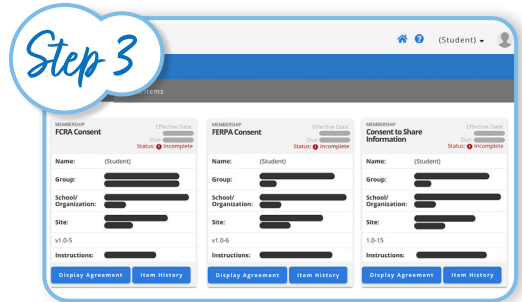 Step 3
(Student)
Items
MEMBERSHIP
FCRA Consent
Effective Date:
Due:
Status: Incomplete
Name: (Student)
Group:
School/
Organization:
Site:
v1.0-5
Instructions:
Display Agreement Item History
MEMBERSHIP
FERPA Consent
Effective Date:
Due:
Status: Incomplete
Name: (Student)
Group:
School/
Organization:
Site:
v1.0-6
Instructions:
Display Agreement Item History
MEMBERSHIP
Consent to Share
Information
Effective Date:
Due:
Status: Incomplete
Name: (Student)
Group:
School/
Organization:
Site:
1.0-15
Instructions:
Display Agreement Item History